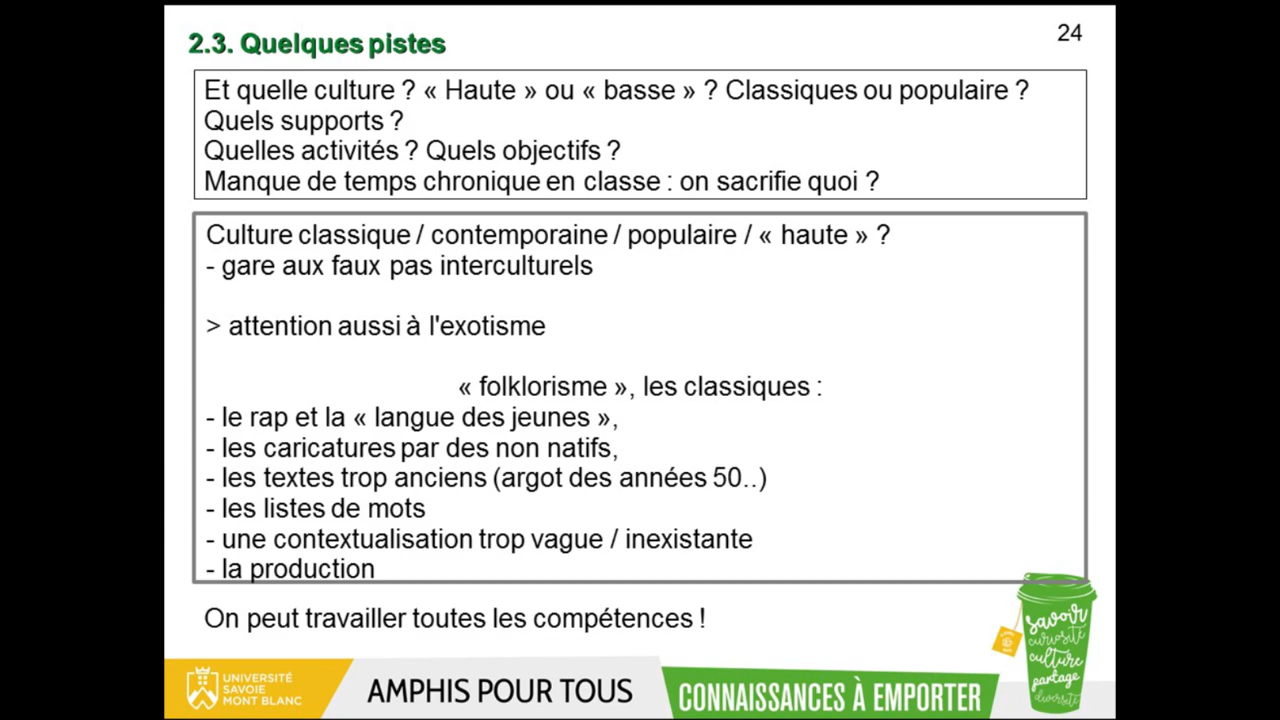 24
2.3. Quelques pistes
Et quelle culture ? « Haute » ou « basse » ? Classiques ou populaire ?
Quels supports ?
Quelles activités ? Quels objectifs ?
Manque de temps chronique en classe : on sacrifie quoi ?
Culture classique / contemporaine / populaire / « haute » ?
- gare aux faux pas interculturels
> attention aussi à l'exotisme
« folklorisme », les classiques :
- le rap et la « langue des jeunes »,
- les caricatures par des non natifs,
- les textes trop anciens (argot des années 50..)
- les listes de mots
- une contextualisation trop vague / inexistante
- la production
On peut travailler toutes les compétences !
savoir
curiosité
culture
partage
diversité
UNIVERSITÉ
SAVOIE
MONT BLANC
AMPHIS POUR TOUS
CONNAISSANCES À EMPORTER